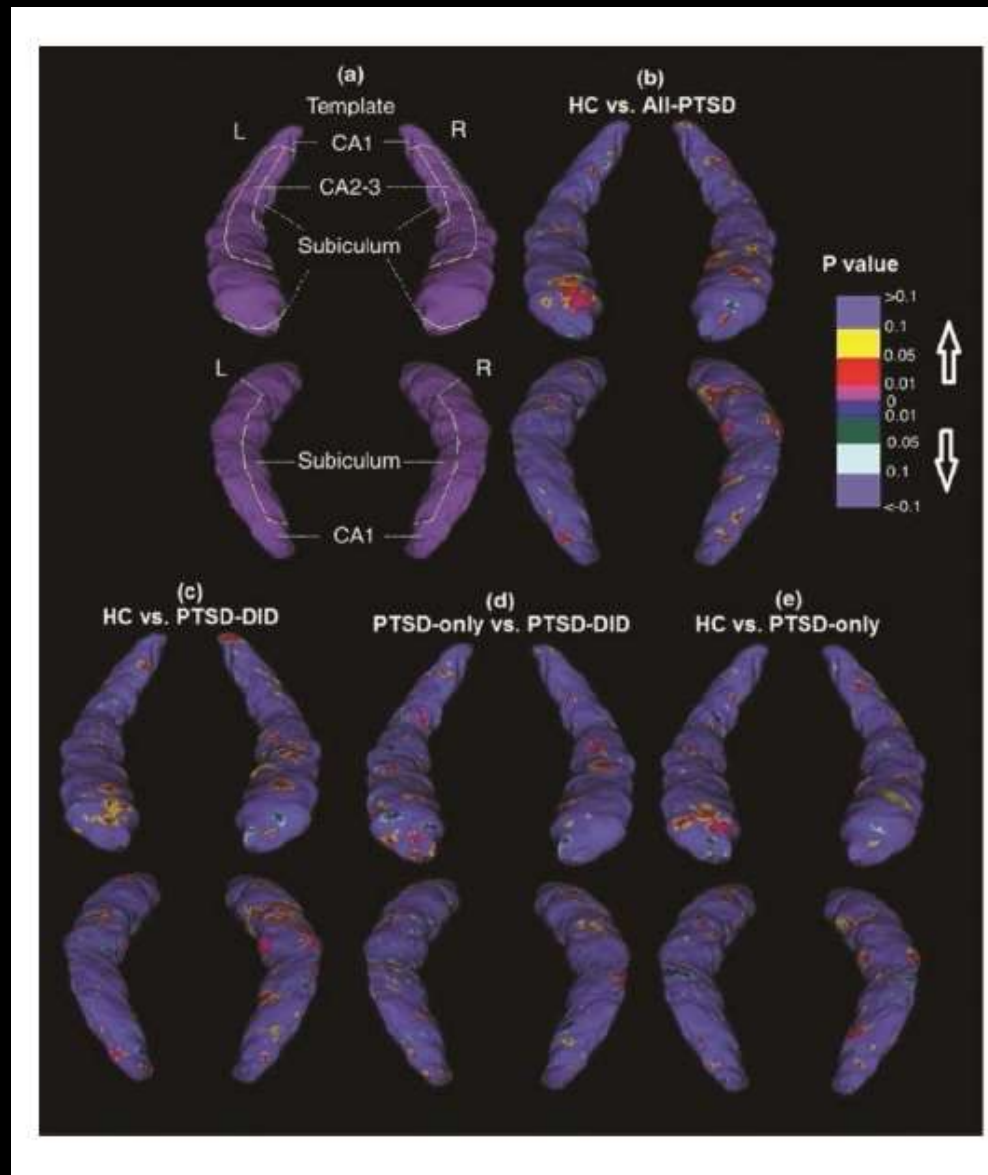 (a)
Template
L
R
CA1
CA2-3
Subiculum
L
R
Subiculum
CA1
(b)
HC vs. All-PTSD
P value
>0.1
0.1
0.05
0.01
0
0.01
0.05
0.1
<-0.1
(c)
HC vs. PTSD-DID
(d)
PTSD-only vs. PTSD-DID
(e)
HC vs. PTSD-only